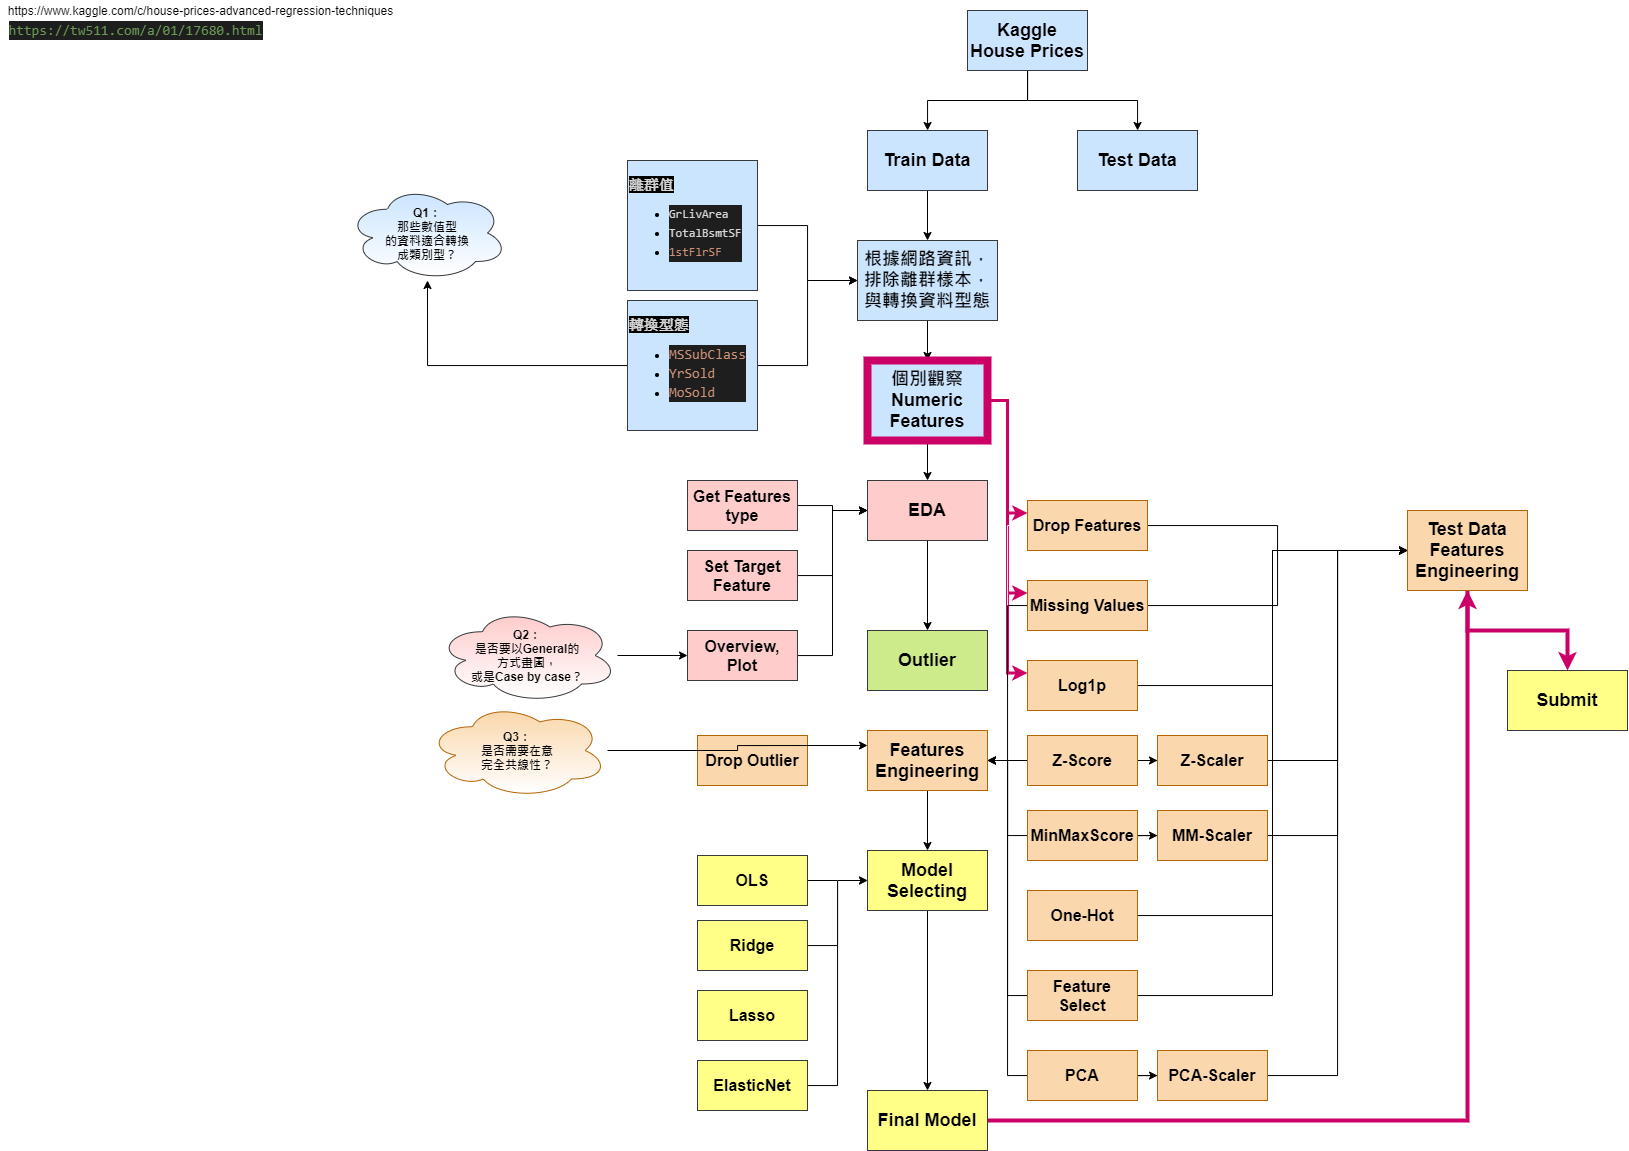 https://www.kaggle.com/c/house-prices-advanced-regression-techniques
https://tw511.com/a/01/17680.html
Kaggle
House Prices
Train Data
Test Data
離群值
GrLivArea
TotalBsmtSF
1stFlrSF
Q1：
那些數值型
的資料適合轉換
成類別型？
根據網路資訊，
排除離群樣本，
與轉換資料型態
轉換型態
MSSubClass
YrSold
MoSold
個別觀察
Numeric
Features
Get Features
type
EDA
Drop Features
Test Data
Features
Engineering
Set Target
Feature
Missing Values
Q2：
是否要以General的
方式畫圖，
或是Case by case？
Overview,
Plot
Outlier
Log1p
Submit
Q3：
是否需要在意
完全共線性？
Drop Outlier
Features
Engineering
Z-Score
Z-Scaler
MinMaxScore
MM-Scaler
OLS
Model
Selecting
One-Hot
Ridge
Feature
Select
Lasso
ElasticNet
PCA
PCA-Scaler
Final Model